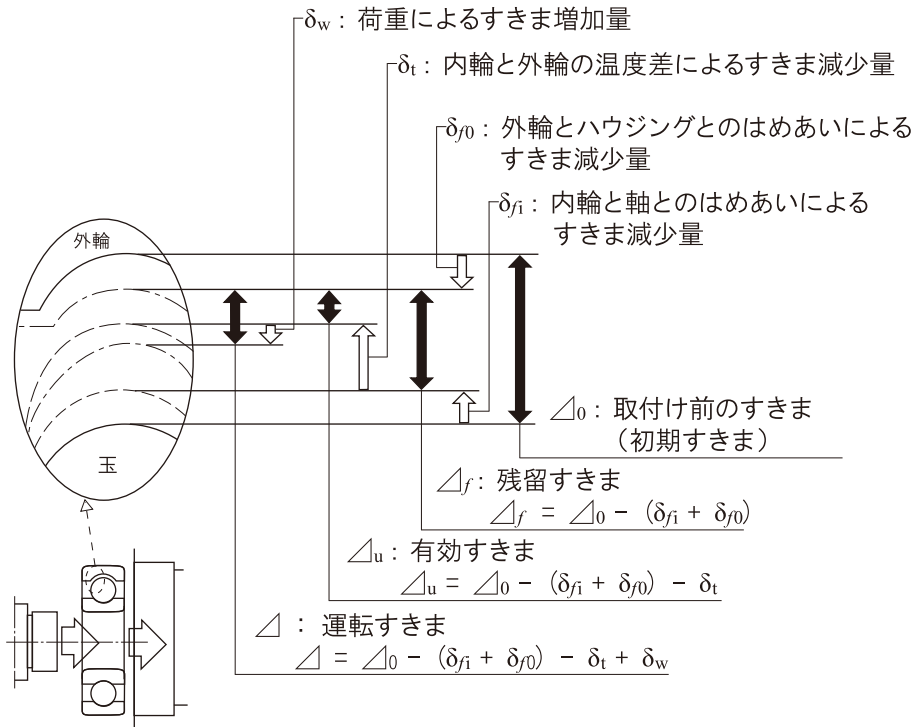 δw： 荷重によるすきま増加量
δt： 内輪と外輪の温度差によるすきま減少量
δf0： 外輪とハウジングとのはめあいによる
すきま減少量
δfi： 内輪と軸とのはめあいによる
すきま減少量
外輪
玉
⊿0： 取付け前のすきま
（初期すきま）
⊿f： 残留すきま
⊿f ＝ ⊿0 −（δfi + δf0）
⊿u： 有効すきま
⊿u ＝ ⊿0 −（δfi + δf0）− δt
⊿ ： 運転すきま
⊿ ＝ ⊿0 −（δfi + δf0）− δt + δw